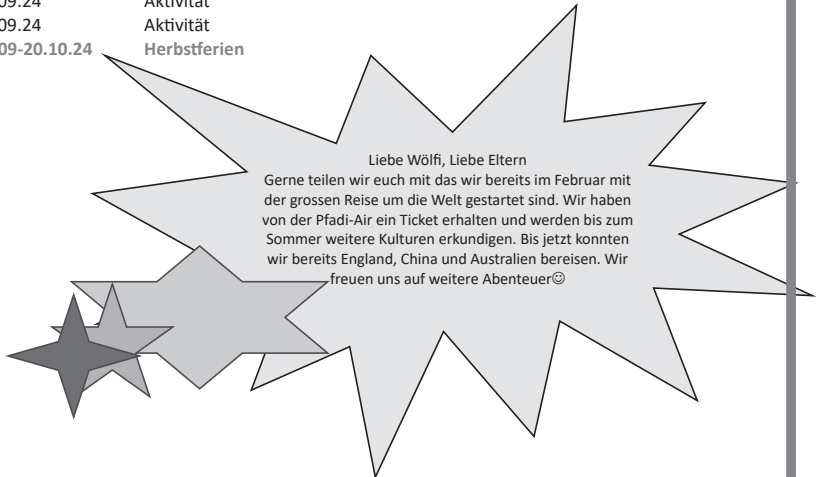 09.24 Aktivität
09.24 Aktivität
09-20.10.24 Herbstferien
Liebe Wölfi, Liebe Eltern
Gerne teilen wir euch mit das wir bereits im Februar mit
der grossen Reise um die Welt gestartet sind. Wir haben
von der Pfadi-Air ein Ticket erhalten und werden bis zum
Sommer weitere Kulturen erkundigen. Bis jetzt konnten
wir bereits England, China und Australien bereisen. Wir
freuen uns auf weitere Abenteuer☺